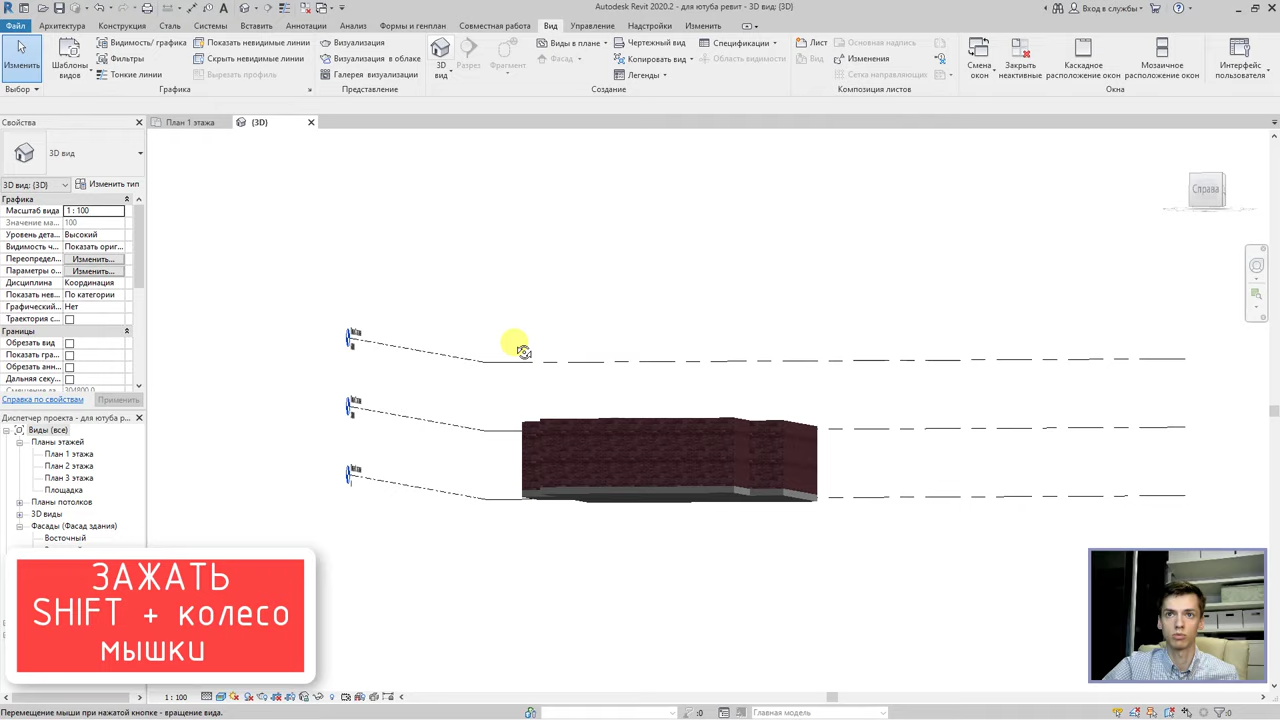 Autodesk Revit 2020.2 - для ютуба ревит - 3D вид: {3D}
Вход в службы
Файл
Архитектура
Конструкция
Сталь
Системы
Вставить
Аннотации
Анализ
Формы и генплан
Совместная работа
Вид
Управление
Надстройки
Изменить
Изменить
Шаблоны видов
Видимость/ графика
Фильтры
Тонкие линии
Показать невидимые линии
Скрыть невидимые линии
Вырезать профиль
Визуализация
Визуализация в облаке
Галерея визуализации
3D вид
Разрез
Фрагмент
Виды в плане
Фасад
Чертежный вид
Копировать вид
Легенды
Спецификации
Область видимости
Лист
Вид
Основная надпись
Изменения
Сетка направляющих
Смена окон
Закрыть неактивные
Каскадное расположение окон
Мозаичное расположение окон
Интерфейс пользователя
Выбор
Графика
Представление
Создание
Композиция листов
Окна
Свойства
План 1 этажа
{3D}
3D вид
3D вид: {3D}
Изменить тип
Графика
Масштаб вида 1 : 100
Значение ма... 100
Уровень дета... Высокий
Видимость ч... Показать ориг...
Переопредел... Изменить...
Параметры о... Изменить...
Дисциплина Координация
Показать нев... По категории
Графический... Нет
Траектория с...
Границы
Обрезать вид
Показать гра...
Обрезать анн...
Дальняя секу...
304800.0
Справка по свойствам
Применить
Диспетчер проекта - для ютуба р...
Виды (все)
Планы этажей
План 1 этажа
План 2 этажа
План 3 этажа
Площадка
Планы потолков
3D виды
Фасады (Фасад здания)
Восточный
Справа
ЗАЖАТЬ
SHIFT + колесо
мышки
1 : 100
Перемещение мыши при нажатой кнопке - вращение вида.
:0
Главная модель
:0